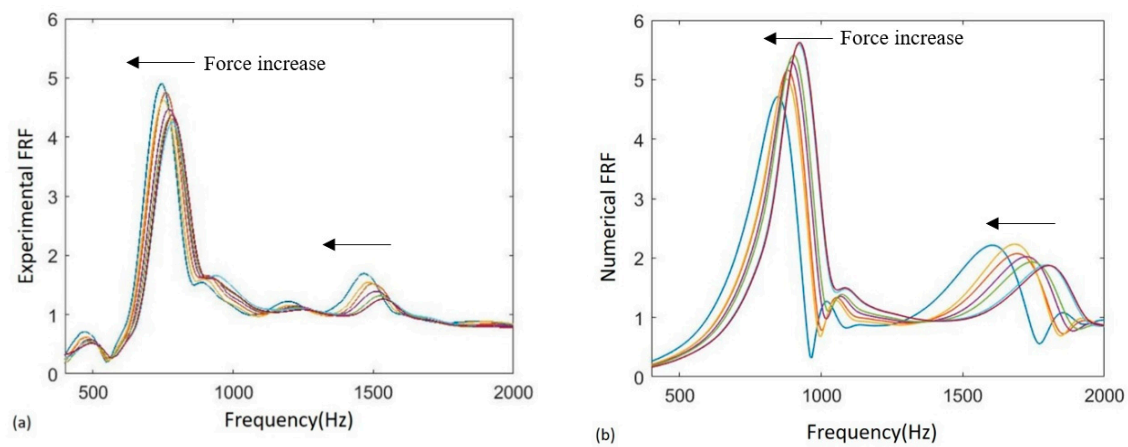 Force increase
Experimental FRF
6
5
4
3
2
1
0
500
1000
1500
2000
Frequency(Hz)
(a)
Force increase
Numerical FRF
6
5
4
3
2
1
0
500
1000
1500
2000
Frequency(Hz)
(b)